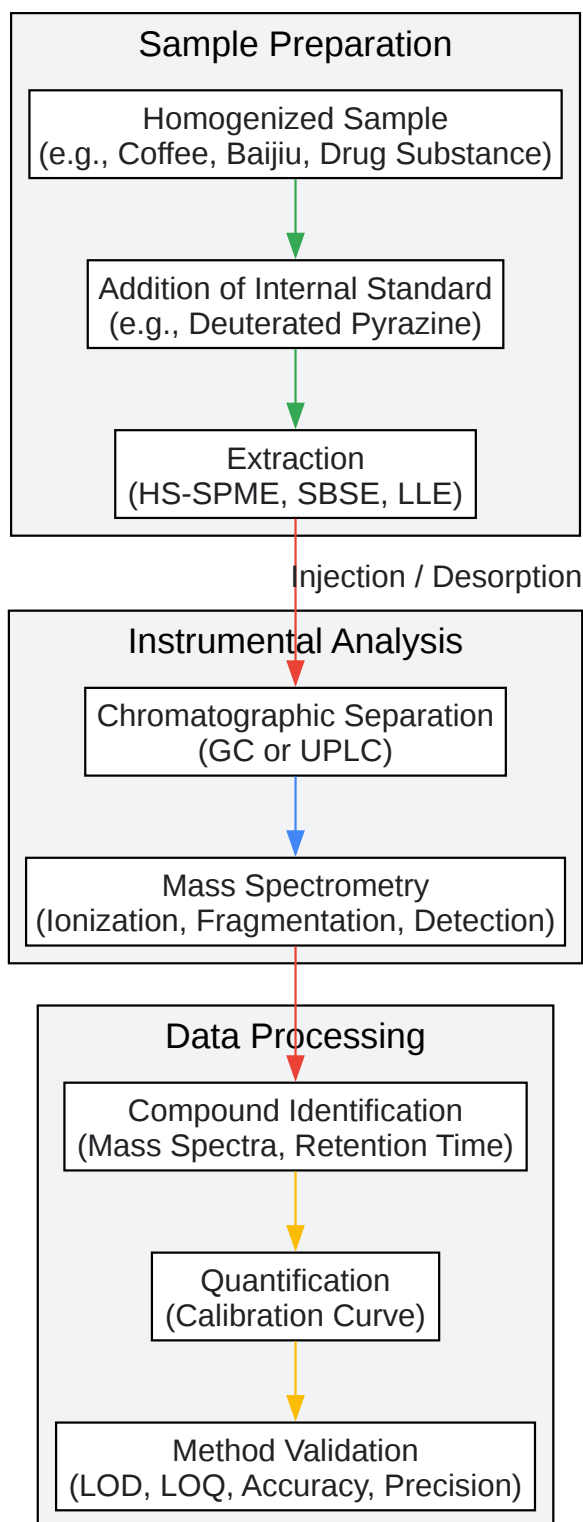 Sample Preparation
Homogenized Sample
(e.g., Coffee, Baijiu, Drug Substance)
Addition of Internal Standard
(e.g., Deuterated Pyrazine)
Extraction
(HS-SPME, SBSE, LLE)
Injection / Desorption
Instrumental Analysis
Chromatographic Separation
(GC or UPLC)
Mass Spectrometry
(Ionization, Fragmentation, Detection)
Data Processing
Compound Identification
(Mass Spectra, Retention Time)
Quantification
(Calibration Curve)
Method Validation
(LOD, LOQ, Accuracy, Precision)